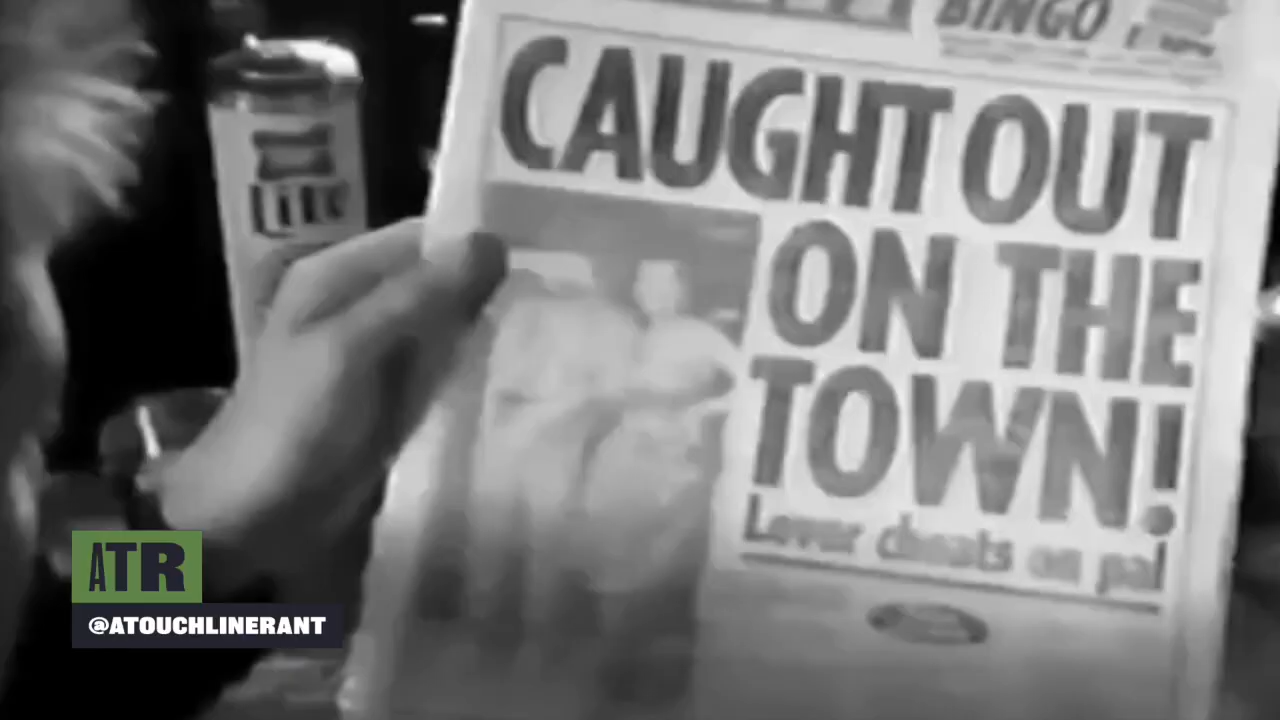 BINGO
CAUGHT OUT
ON THE
TOWN!
Lover cheats on pal
ATR
@ATOUCHLINERANT